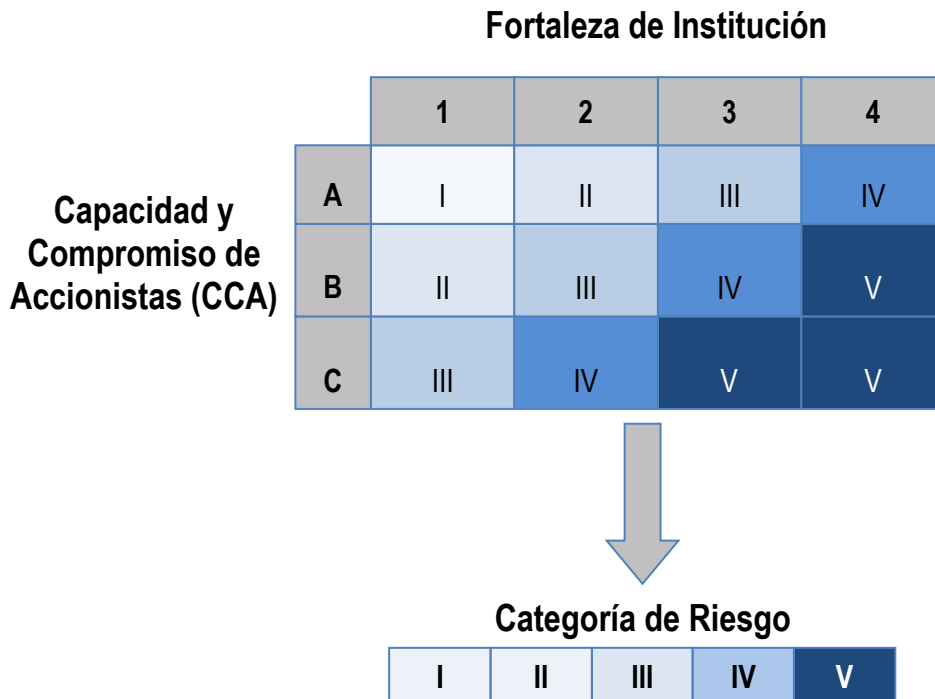 Fortaleza de Institución
1 2 3 4
Capacidad y
Compromiso de
Accionistas (CCA)
A I II III IV
B II III IV V
C III IV V V
Categoría de Riesgo
I II III IV V